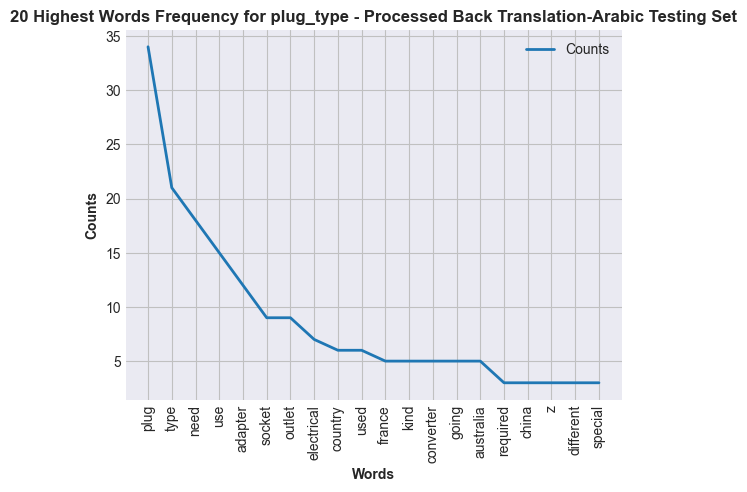 20 Highest Words Frequency for plug_type - Processed Back Translation-Arabic Testing Set
Counts
35
30
25
20
15
10
5
Counts
plug
type
need
use
adapter
socket
outlet
electrical
country
used
france
kind
converter
going
australia
required
china
z
different
special
Words